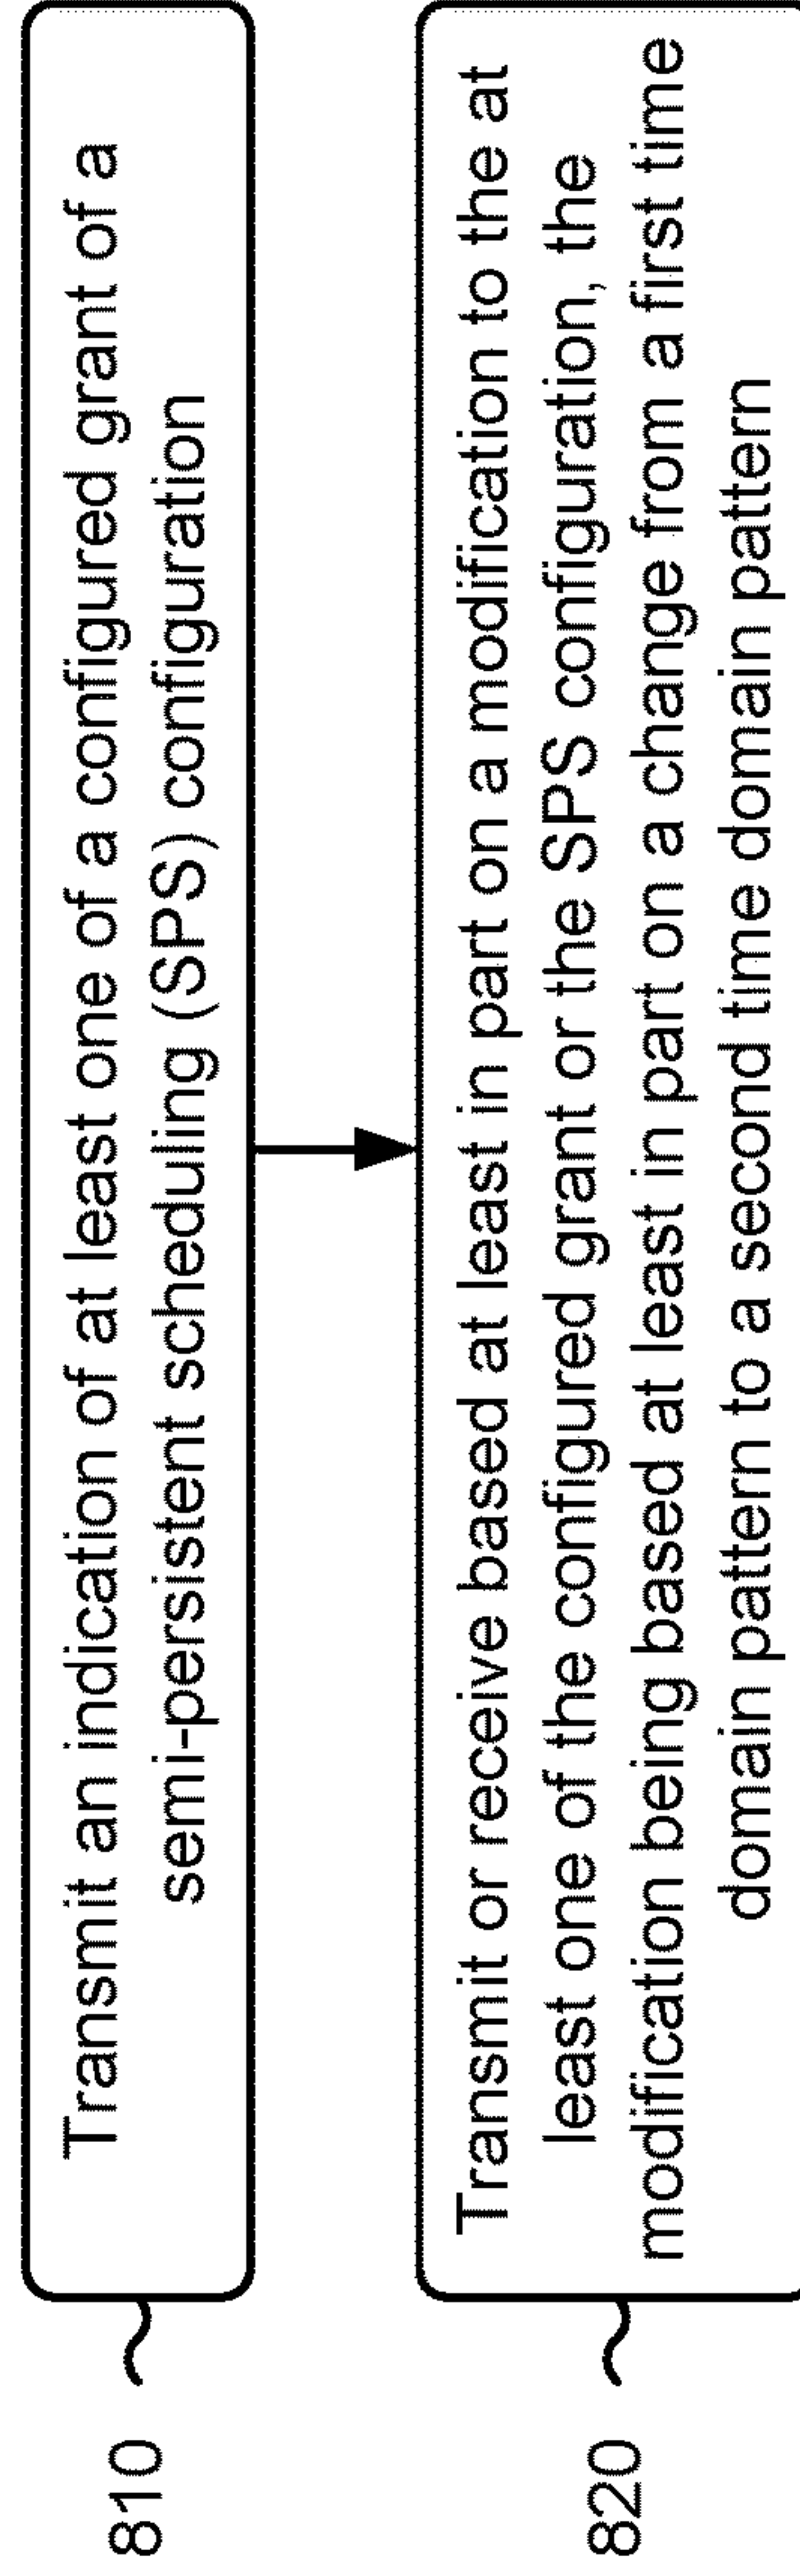 810
Transmit an indication of at least one of a configured grant of a
semi-persistent scheduling (SPS) configuration
820
Transmit or receive based at least in part on a modification to the at
least one of the configured grant or the SPS configuration, the
modification being based at least in part on a change from a first time
domain pattern to a second time domain pattern